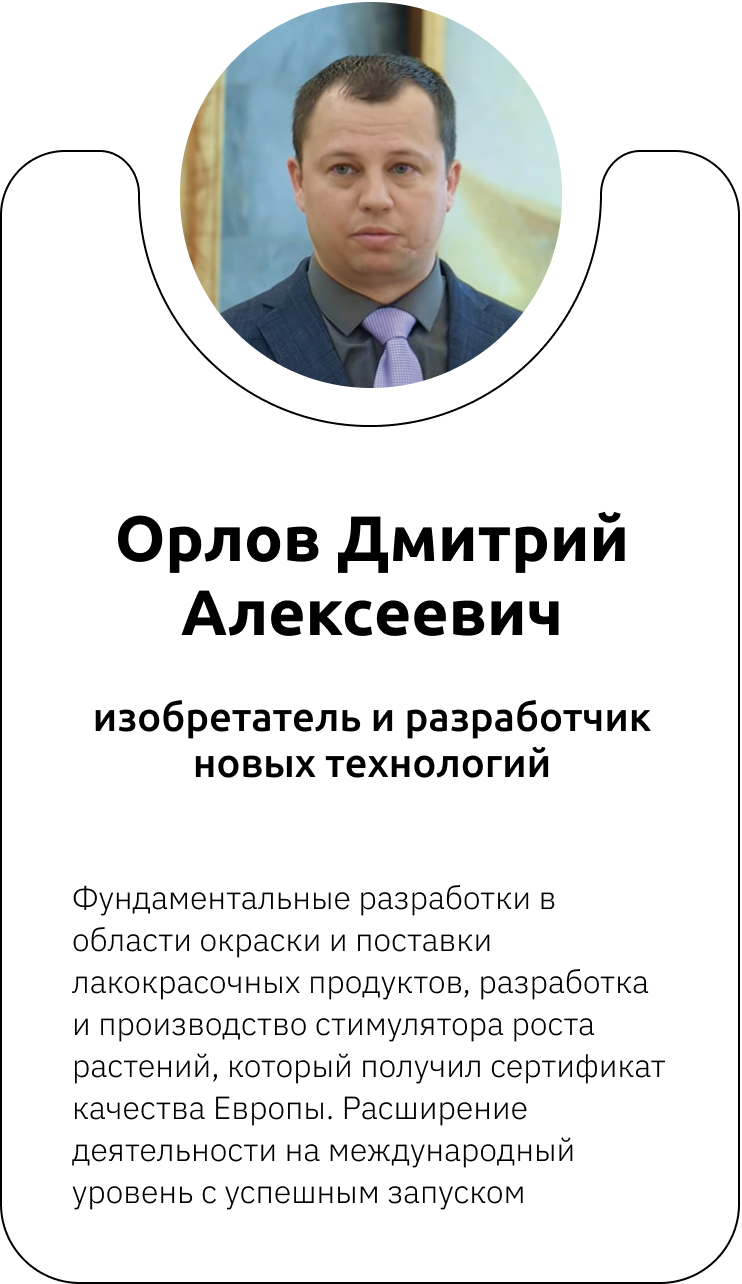 Орлов Дмитрий
Алексеевич
изобретатель и разработчик
новых технологий
Фундаментальные разработки в
области окраски и поставки
лакокрасочных продуктов, разработка
и производство стимулятора роста
растений, который получил сертификат
качества Европы. Расширение
деятельности на международный
уровень с успешным запуском